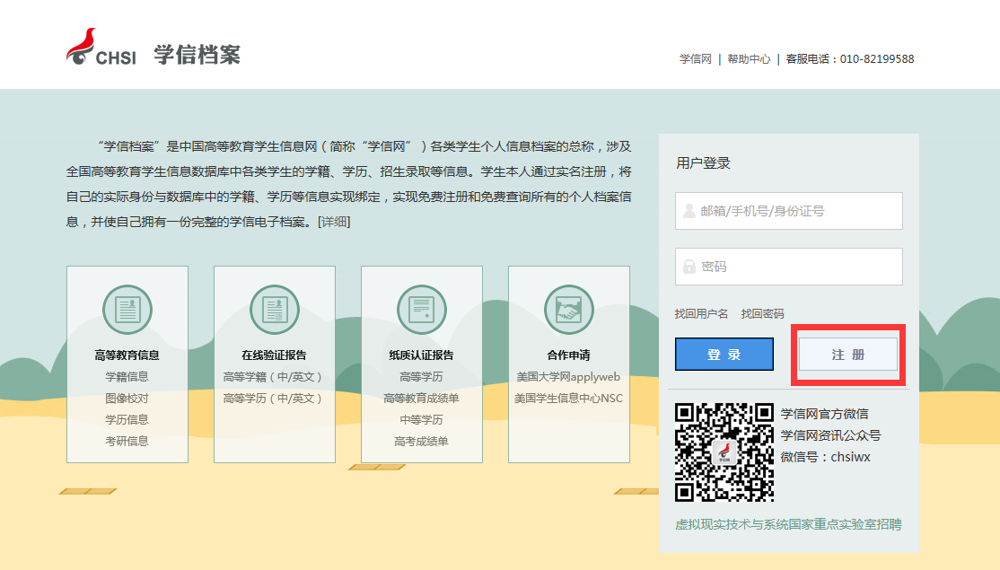 CHSI 学信档案
学信网 | 帮助中心 | 客服电话：010-82199588
“学信档案”是中国高等教育学生信息网（简称“学信网”）各类学生个人信息档案的总称，涉及
全国高等教育学生信息数据库中各类学生的学籍、学历、招生录取等信息。学生本人通过实名注册，将
自己的实际身份与数据库中的学籍、学历等信息实现绑定，实现免费注册和免费查询所有的个人档案信
息，并使自己拥有一份完整的学信电子档案。[详细]
高等教育信息
学籍信息
图像校对
学历信息
考研信息
在线验证报告
高等学籍（中/英文）
高等学历（中/英文）
纸质认证报告
高等学历
高等教育成绩单
中等学历
高考成绩单
合作申请
美国大学网applyweb
美国学生信息中心NSC
用户登录
邮箱/手机号/身份证号
密码
找回用户名 找回密码
登 录 注 册
学信网官方微信
学信网资讯公众号
微信号：chsiwx
虚拟现实技术与系统国家重点实验室招聘